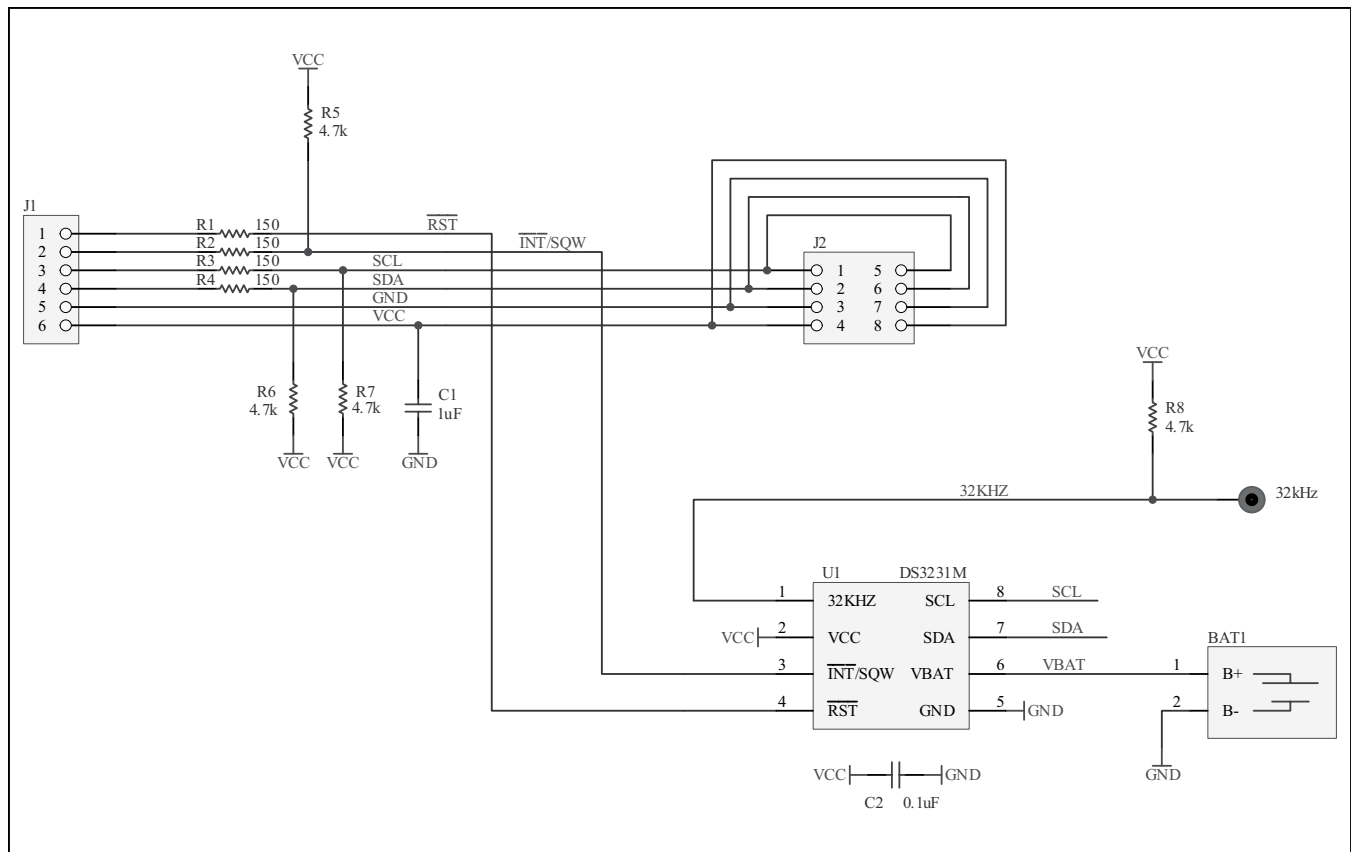 VCC
R5
4.7k
J1
1
2
3
4
5
6
R1 150
R2 150
R3 150
R4 150
RST
INT/SQW
SCL
SDA
GND
VCC
J2
1 5
2 6
3 7
4 8
R6
4.7k
R7
4.7k
C1
1uF
VCC
VCC
GND
VCC
R8
4.7k
32KHZ
32kHz
U1 DS3231M
1 32KHZ SCL 8 SCL
VCC 2 VCC SDA 7 SDA
3 INT/SQW VBAT 6 VBAT
4 RST GND 5 GND
BAT1
1 B+
2 B-
GND
VCC GND
C2 0.1uF